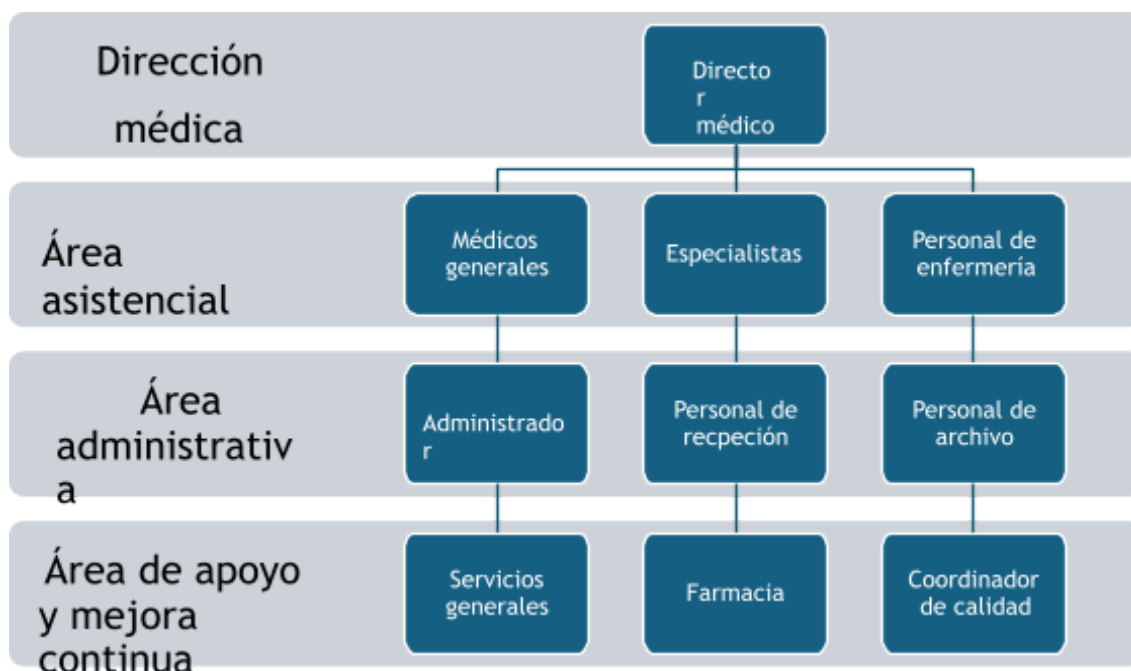 Dirección
médica
Directo
r
médico
Área
asistencial
Médicos
generales
Especialistas
Personal de
enfermería
Área
administrativ
a
Administrado
r
Personal de
recpeción
Personal de
archivo
Área de apoyo
y mejora
continua
Servicios
generales
Farmacia
Coordinador
de calidad